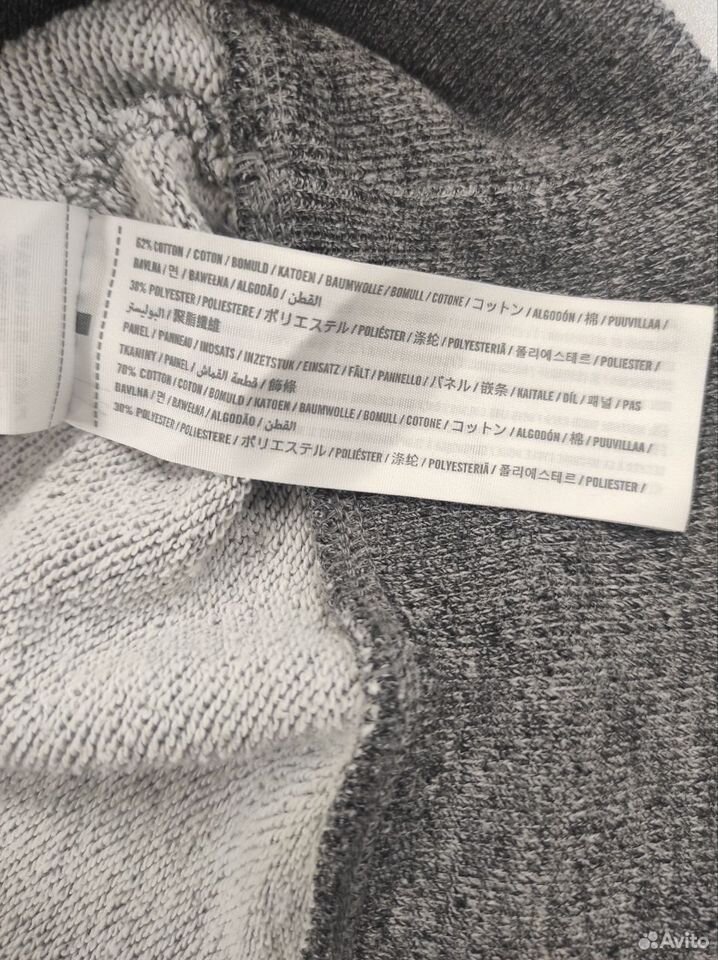 62% COTTON / COTON / BOMULD / KATOEN / BAUMWOLLE / BOMULL / COTONE / コットン / ALGODÓN / 棉 / PUUVILLAA /
BAVLNA / 면 / BAWEŁNA / ALGODÃO / القطن
38% POLYESTER / POLIESTERE / ポリエステル / POLIÉSTER / 涤纶 / POLYESTERIÄ / 폴리에스테르 / POLIESTER /
البوليستر / 聚脂纖維
PANEL / PANNEAU / INDSATS / INZETSTUK / EINSATZ / FÄLT / PANNELLO / パネル / 嵌条 / KAITALE / DÍL / 패널 / PAS
TKANINY / PAINEL / قطعة القماش / 飾條
70% COTTON / COTON / BOMULD / KATOEN / BAUMWOLLE / BOMULL / COTONE / コットン / ALGODÓN / 棉 / PUUVILLAA /
BAVLNA / 면 / BAWEŁNA / ALGODÃO / القطن
30% POLYESTER / POLIESTERE / ポリエステル / POLIÉSTER / 涤纶 / POLYESTERIÄ / 폴리에스테르 / POLIESTER /
Avito